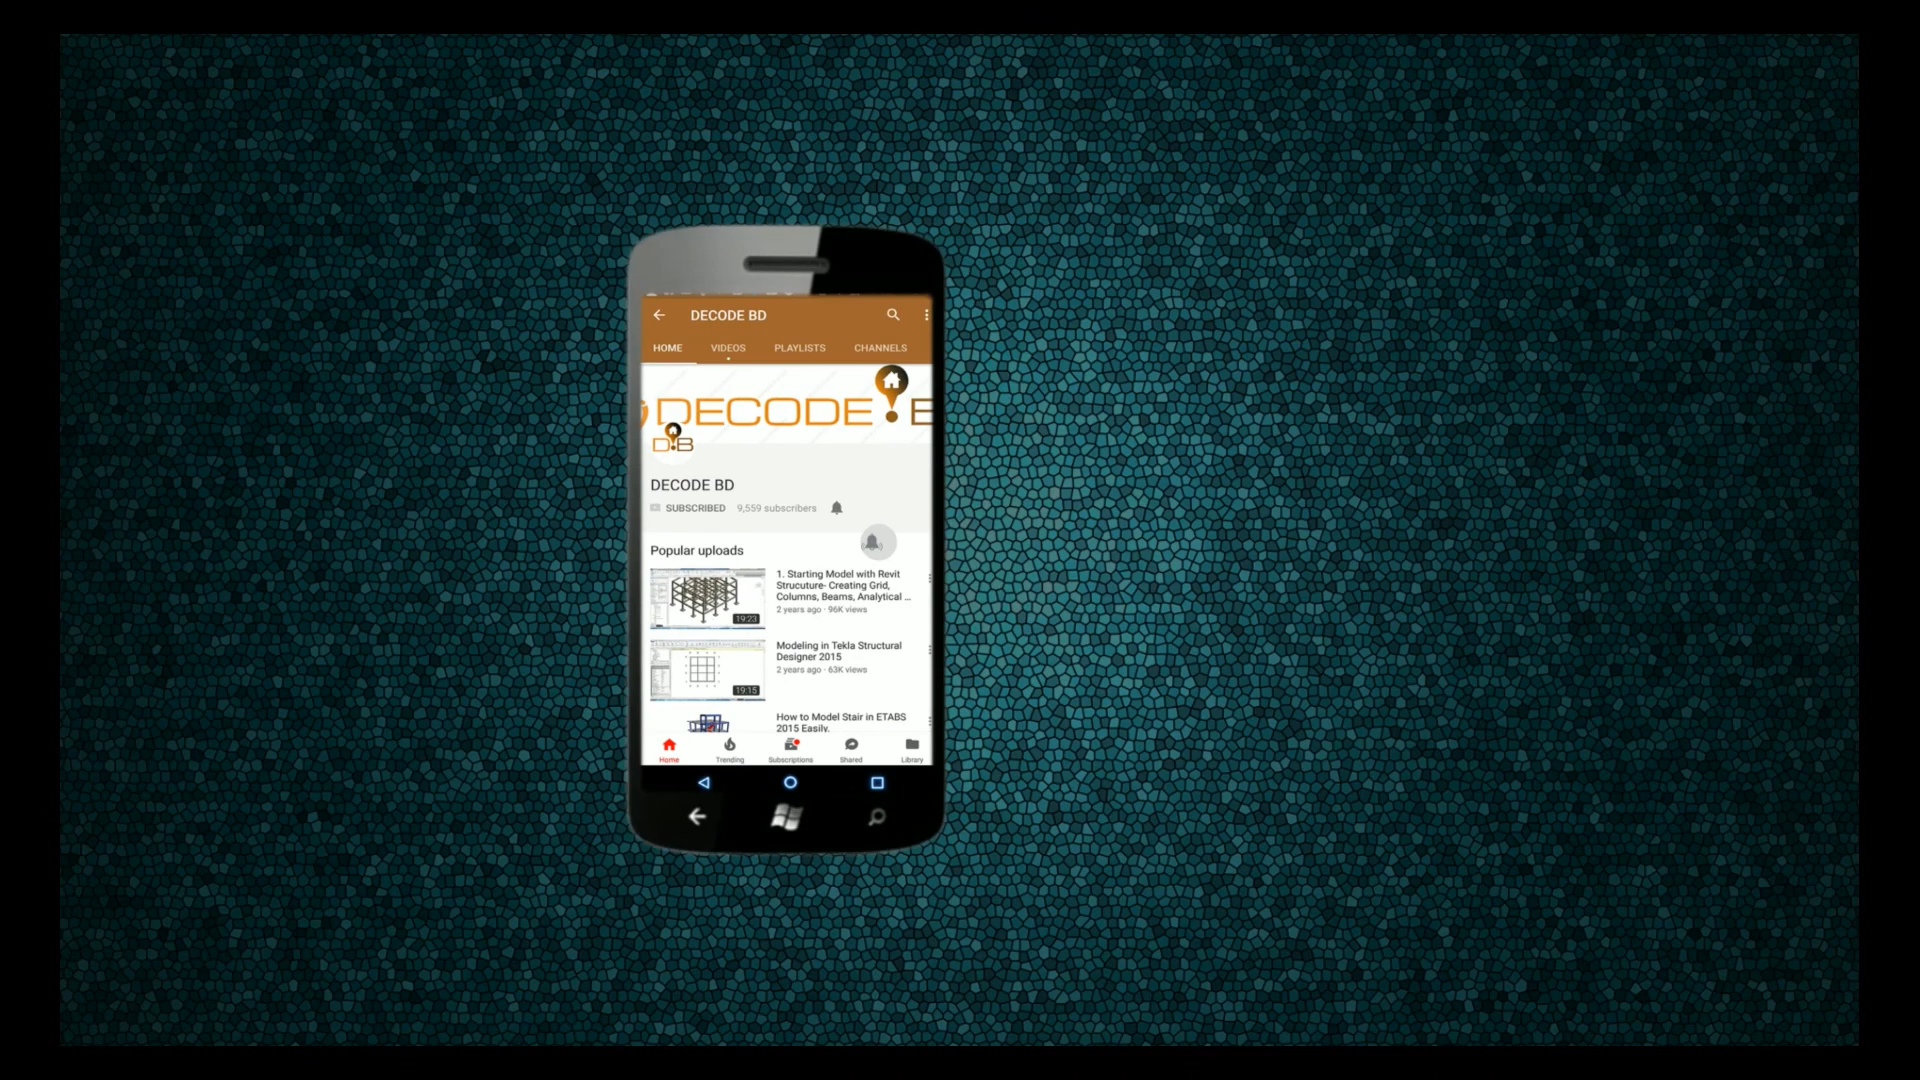 DECODE BD
HOME VIDEOS PLAYLISTS CHANNELS
DECODE
D B
DECODE BD
SUBSCRIBED 9,559 subscribers
Popular uploads
1. Starting Model with Revit
Strucuture- Creating Grid,
Columns, Beams, Analytical ...
2 years ago · 96K views
19:23
Modeling in Tekla Structural
Designer 2015
2 years ago · 63K views
19:15
How to Model Stair in ETABS
2015 Easily.
Home Trending Subscriptions Shared Library